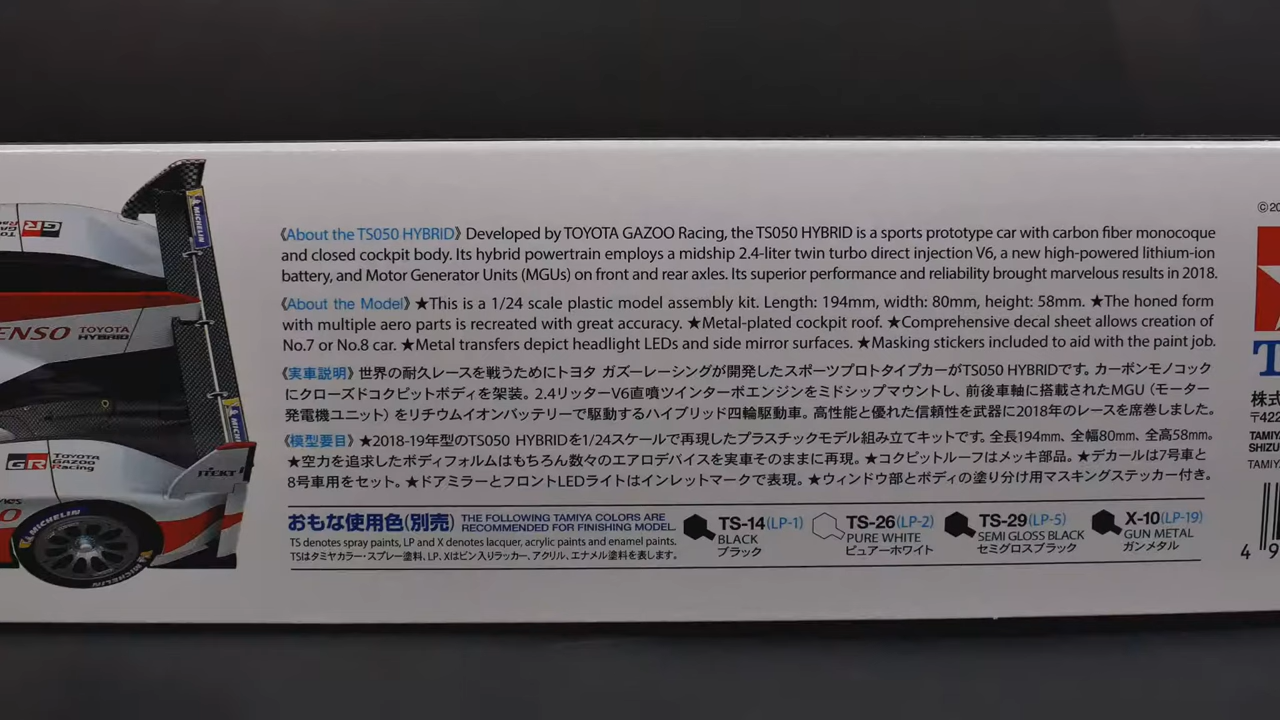 《About the TS050 HYBRID》 Developed by TOYOTA GAZOO Racing, the TS050 HYBRID is a sports prototype car with carbon fiber monocoque
and closed cockpit body. Its hybrid powertrain employs a midship 2.4-liter twin turbo direct injection V6, a new high-powered lithium-ion
battery, and Motor Generator Units (MGUs) on front and rear axles. Its superior performance and reliability brought marvelous results in 2018.
《About the Model》 ★This is a 1/24 scale plastic model assembly kit. Length: 194mm, width: 80mm, height: 58mm. ★The honed form
with multiple aero parts is recreated with great accuracy. ★Metal-plated cockpit roof. ★Comprehensive decal sheet allows creation of
No.7 or No.8 car. ★Metal transfers depict headlight LEDs and side mirror surfaces. ★Masking stickers included to aid with the paint job.
《実車説明》 世界の耐久レースを戦うためにトヨタ ガズーレーシングが開発したスポーツプロトタイプカーがTS050 HYBRIDです。カーボンモノコック
にクローズドコクピットボディを架装。2.4リッターV6直噴ツインターボエンジンをミドシップマウントし、前後車軸に搭載されたMGU（モーター
発電機ユニット）をリチウムイオンバッテリーで駆動するハイブリッド四輪駆動車。高性能と優れた信頼性を武器に2018年のレースを席巻しました。
《模型要目》 ★2018-19年型のTS050 HYBRIDを1/24スケールで再現したプラスチックモデル組み立てキットです。全長194mm、全幅80mm、全高58mm。
★空力を追求したボディフォルムはもちろん数々のエアロデバイスを実車そのままに再現。★コクピットルーフはメッキ部品。★デカールは7号車と
8号車用をセット。★ドアミラーとフロントLEDライトはインレットマークで表現。★ウィンドウ部とボディの塗り分け用マスキングステッカー付き。
おもな使用色(別売) THE FOLLOWING TAMIYA COLORS ARE
RECOMMENDED FOR FINISHING MODEL.
TS denotes spray paints, LP and X denotes lacquer, acrylic paints and enamel paints.
TSはタミヤカラー・スプレー塗料、LP、Xはビン入りラッカー、アクリル、エナメル塗料を表します。
TS-14(LP-1)
BLACK
ブラック
TS-26(LP-2)
PURE WHITE
ピュアーホワイト
TS-29(LP-5)
SEMI GLOSS BLACK
セミグロスブラック
X-10(LP-19)
GUN METAL
ガンメタル
MICHELIN
GR
ENSO
TOYOTA
HYBRID
GR
TOYOTA
GAZOO
Racing
JTEKT
MICHELIN
MICHELIN
©20
株式
〒422
TAMIY
SHIZU
TAMIY
4 9